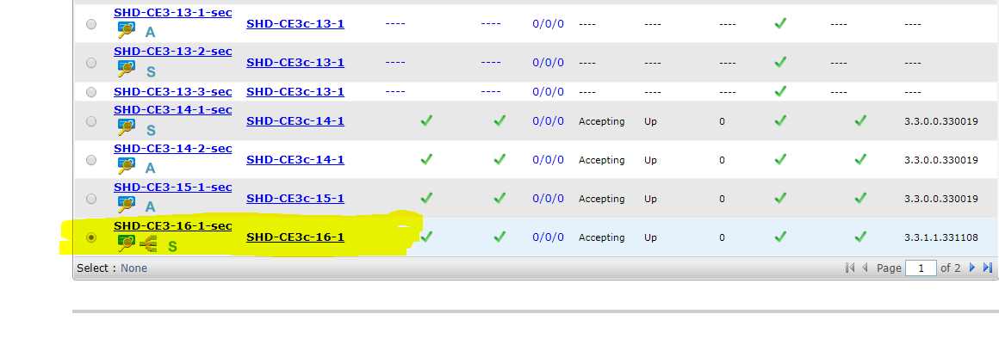 SHD-CE3-13-1-sec SHD-CE3c-13-1 ---- ---- 0/0/0 ---- ---- ---- ---- ----
A
SHD-CE3-13-2-sec SHD-CE3c-13-1 ---- ---- 0/0/0 ---- ---- ---- ---- ----
S
SHD-CE3-13-3-sec SHD-CE3c-13-1 ---- ---- 0/0/0 ---- ---- ---- ---- ----
SHD-CE3-14-1-sec SHD-CE3c-14-1 0/0/0 Accepting Up 0 3.3.0.0.330019
S
SHD-CE3-14-2-sec SHD-CE3c-14-1 0/0/0 Accepting Up 0 3.3.0.0.330019
A
SHD-CE3-15-1-sec SHD-CE3c-15-1 0/0/0 Accepting Up 0 3.3.0.0.330019
A
SHD-CE3-16-1-sec SHD-CE3c-16-1 0/0/0 Accepting Up 0 3.3.1.1.331108
S
Select : None Page 1 of 2